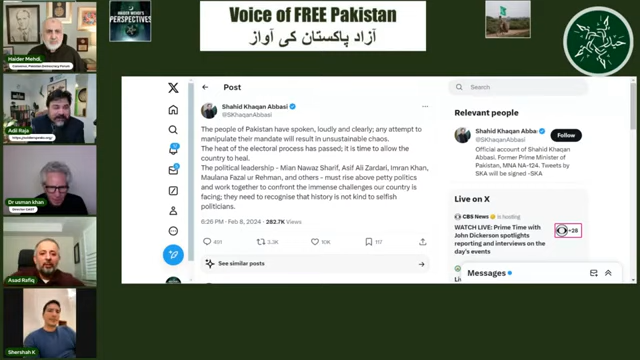 HAIDER MEHDI'S
PERSPECTIVES
Voice of FREE Pakistan
آزاد پاکستان کی آواز
Haider Mehdi,
Convenor, Pakistan Democracy Forum
Adil Raja
Dr usman khan
Asad Rafiq
Shershah K
Post
Search
Shahid Khaqan Abbasi
@SKhaqanAbbasi
The people of Pakistan have spoken, loudly and clearly; any attempt to
manipulate their mandate will result in unsustainable chaos.
The heat of the electoral process has passed; it is time to allow the
country to heal.
The political leadership - Mian Nawaz Sharif, Asif Ali Zardari, Imran Khan,
Maulana Fazal ur Rehman, and others - must rise above petty politics
and work together to confront the immense challenges our country is
facing; they need to recognise that history is not kind to selfish
politicians.
6:26 PM · Feb 8, 2024 · 282.7K Views
3.3K
10K
117
See similar posts
Relevant people
Shahid Khaqan Abbasi
@SKhaqanAbbasi
Follow
Official account of Shahid Khaqan
Abbasi. Former Prime Minister of
Pakistan, MNA NA-124. Tweets by
SKA will be signed -SKA
Live on X
CBS News is hosting
WATCH LIVE: Prime Time with
John Dickerson spotlights
reporting and interviews on the
day's events
+28
Messages